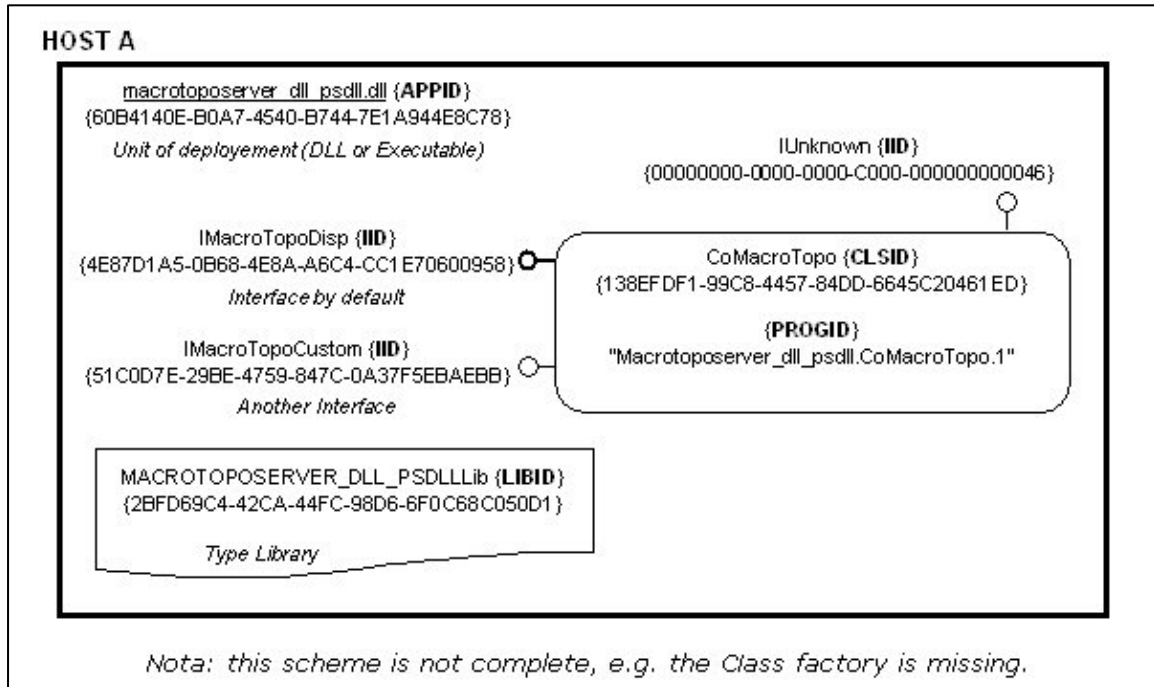 HOST A
macrotoposerver_dll_psdll.dll {APPID}
{60B4140E-B0A7-4540-B744-7E1A944E8C78}
Unit of deployement (DLL or Executable)
IUnknown {IID}
{00000000-0000-0000-C000-000000000046}
IMacroTopoDisp {IID}
{4E87D1A5-0B68-4E8A-A6C4-CC1E70600958}
Interface by default
CoMacroTopo {CLSID}
{138EFDF1-99C8-4457-84DD-6645C20461ED}
{PROGID}
"Macrotoposerver_dll_psdll.CoMacroTopo.1"
IMacroTopoCustom {IID}
{51C0D7E-29BE-4759-847C-0A37F5EBAEBB}
Another Interface
MACROTOPOSERVER_DLL_PSDLLLib {LIBID}
{2BFD69C4-42CA-44FC-98D6-6F0C68C050D1}
Type Library
Nota: this scheme is not complete, e.g. the Class factory is missing.